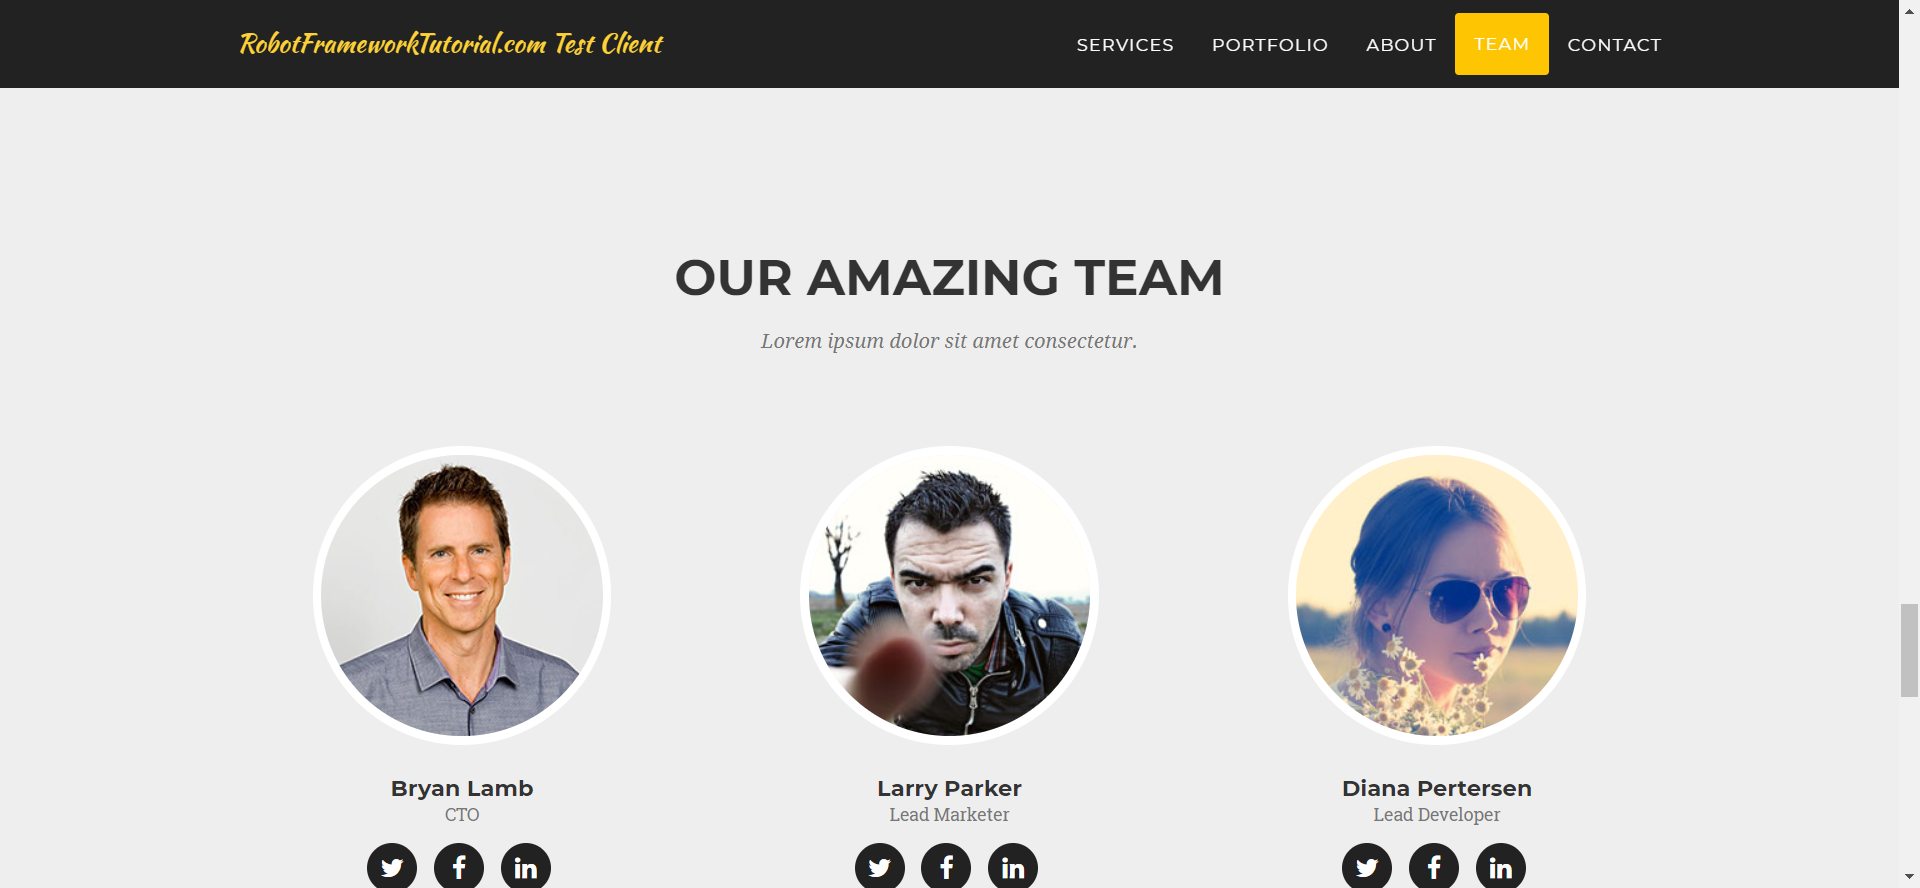 RobotFrameworkTutorial.com Test Client
SERVICES PORTFOLIO ABOUT TEAM CONTACT
OUR AMAZING TEAM
Lorem ipsum dolor sit amet consectetur.
Bryan Lamb
CTO
Larry Parker
Lead Marketer
Diana Pertersen
Lead Developer